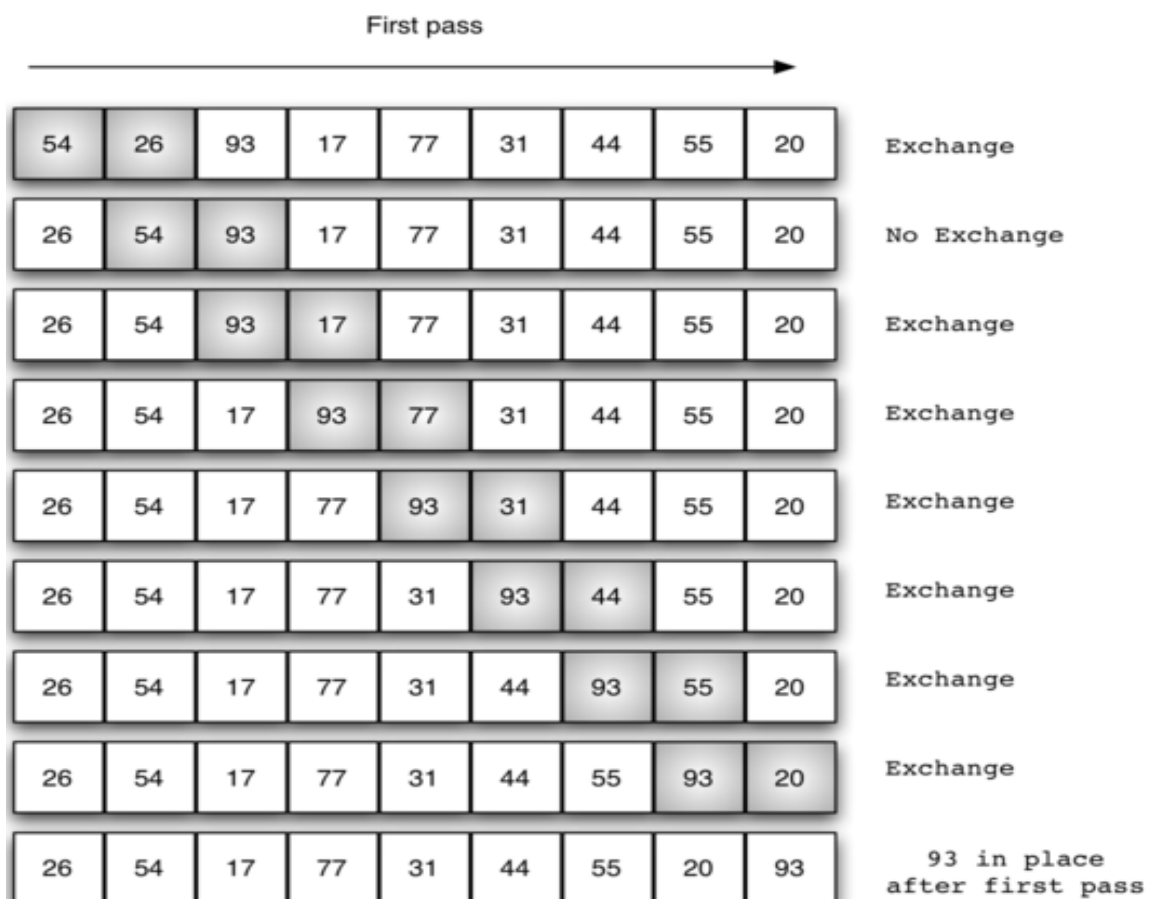 First pass
54 26 93 17 77 31 44 55 20 Exchange
26 54 93 17 77 31 44 55 20 No Exchange
26 54 93 17 77 31 44 55 20 Exchange
26 54 17 93 77 31 44 55 20 Exchange
26 54 17 77 93 31 44 55 20 Exchange
26 54 17 77 31 93 44 55 20 Exchange
26 54 17 77 31 44 93 55 20 Exchange
26 54 17 77 31 44 55 93 20 Exchange
26 54 17 77 31 44 55 20 93 93 in place
after first pass